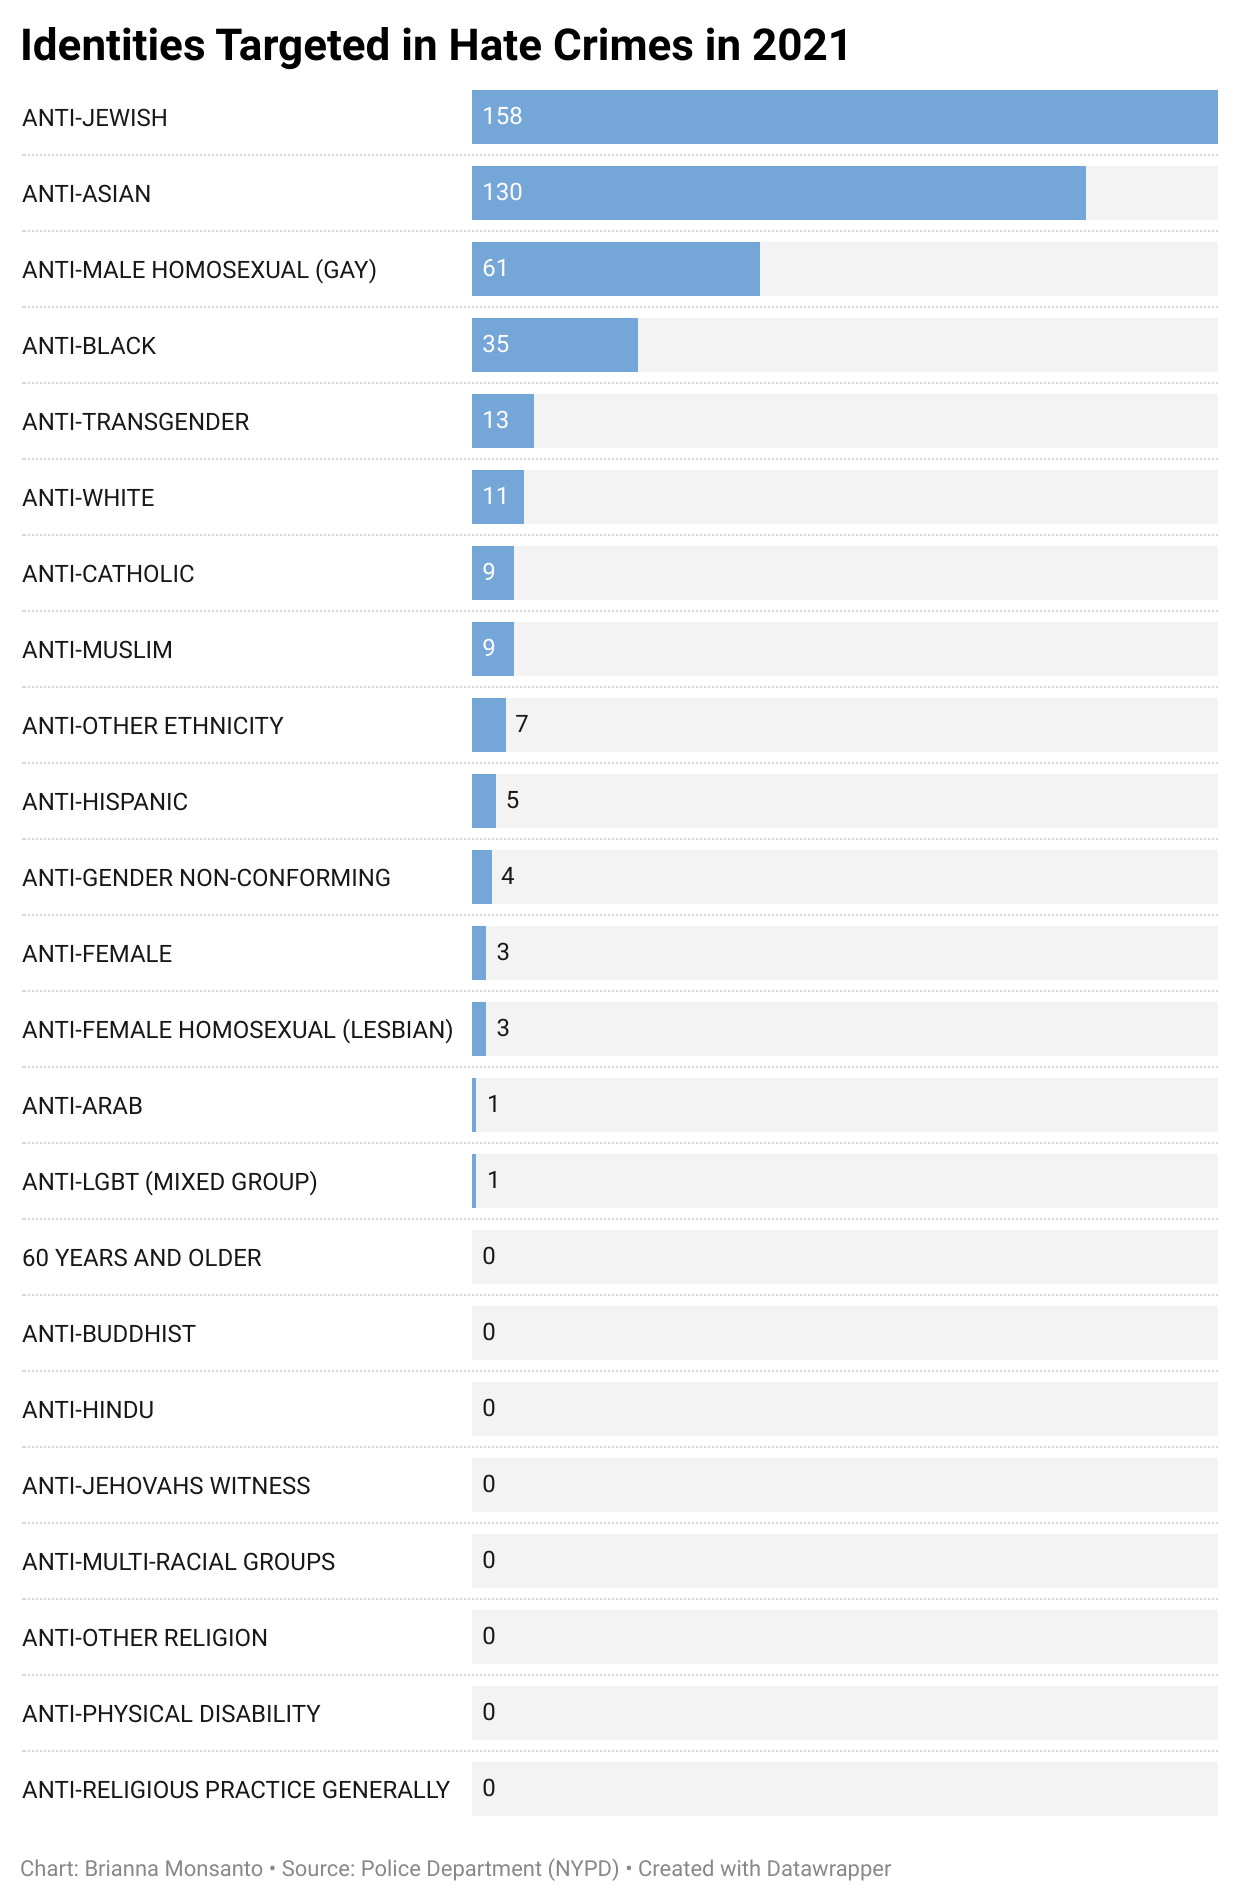 Identities Targeted in Hate Crimes in 2021
ANTI-JEWISH 158
ANTI-ASIAN 130
ANTI-MALE HOMOSEXUAL (GAY) 61
ANTI-BLACK 35
ANTI-TRANSGENDER 13
ANTI-WHITE 11
ANTI-CATHOLIC 9
ANTI-MUSLIM 9
ANTI-OTHER ETHNICITY 7
ANTI-HISPANIC 5
ANTI-GENDER NON-CONFORMING 4
ANTI-FEMALE 3
ANTI-FEMALE HOMOSEXUAL (LESBIAN) 3
ANTI-ARAB 1
ANTI-LGBT (MIXED GROUP) 1
60 YEARS AND OLDER 0
ANTI-BUDDHIST 0
ANTI-HINDU 0
ANTI-JEHOVAHS WITNESS 0
ANTI-MULTI-RACIAL GROUPS 0
ANTI-OTHER RELIGION 0
ANTI-PHYSICAL DISABILITY 0
ANTI-RELIGIOUS PRACTICE GENERALLY 0
Chart: Brianna Monsanto • Source: Police Department (NYPD) • Created with Datawrapper